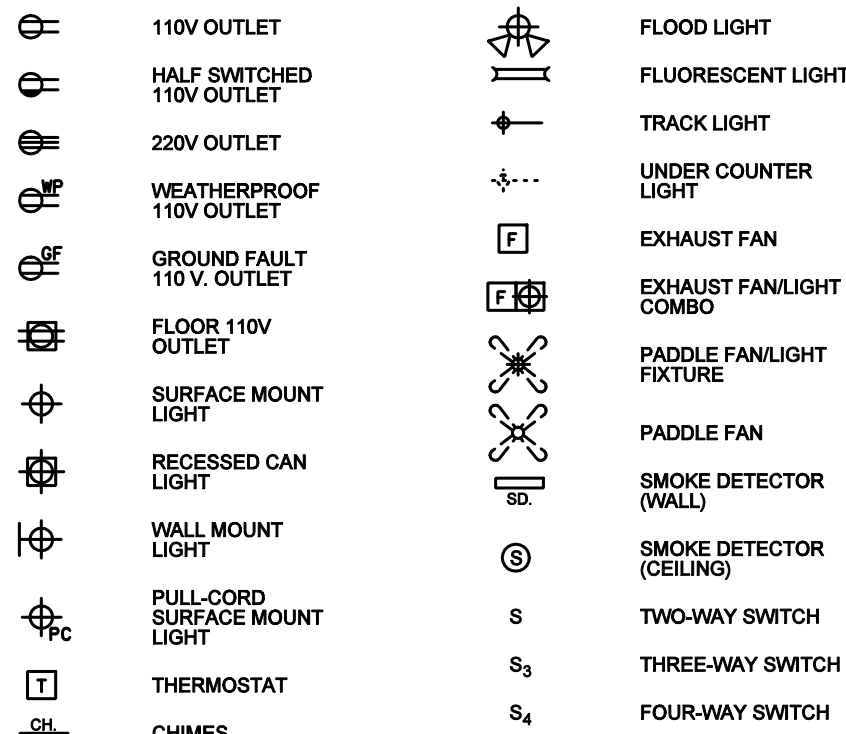 110V OUTLET
HALF SWITCHED
110V OUTLET
220V OUTLET
WP
WEATHERPROOF
110V OUTLET
GF
GROUND FAULT
110 V. OUTLET
FLOOR 110V
OUTLET
SURFACE MOUNT
LIGHT
RECESSED CAN
LIGHT
WALL MOUNT
LIGHT
PC
PULL-CORD
SURFACE MOUNT
LIGHT
T
THERMOSTAT
CH.
CHIMES
FLOOD LIGHT
FLUORESCENT LIGHT
TRACK LIGHT
UNDER COUNTER
LIGHT
F
EXHAUST FAN
F
EXHAUST FAN/LIGHT
COMBO
PADDLE FAN/LIGHT
FIXTURE
PADDLE FAN
SD.
SMOKE DETECTOR
(WALL)
S
SMOKE DETECTOR
(CEILING)
S TWO-WAY SWITCH
S3 THREE-WAY SWITCH
S4 FOUR-WAY SWITCH